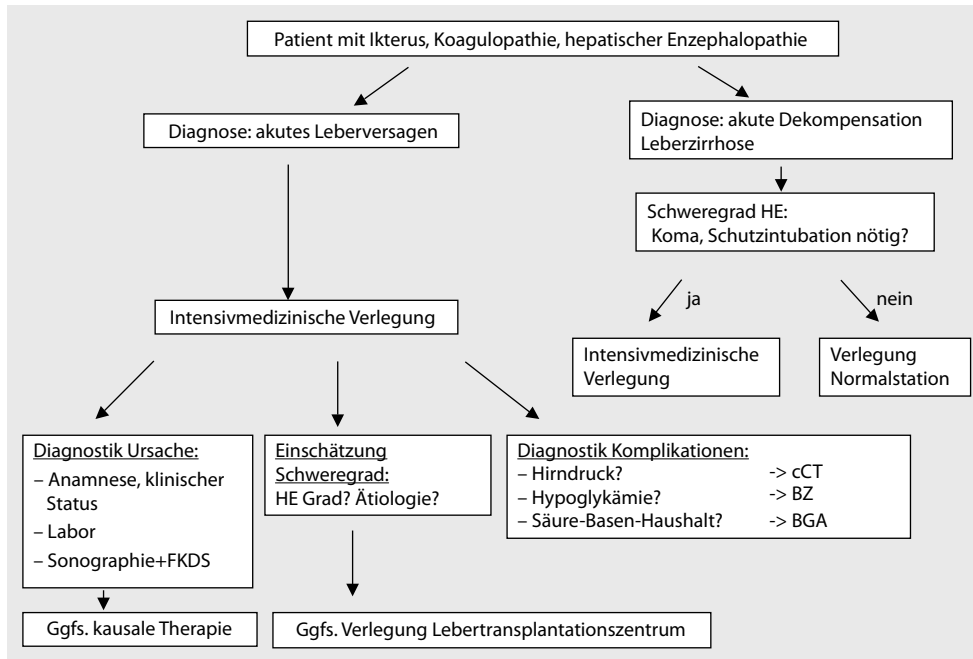 Patient mit Ikterus, Koagulopathie, hepatischer Enzephalopathie
Diagnose: akutes Leberversagen
Diagnose: akute Dekompensation
Leberzirrhose
Schweregrad HE:
Koma, Schutzintubation nötig?
ja
nein
Intensivmedizinische Verlegung
Intensivmedizinische
Verlegung
Verlegung
Normalstation
Diagnostik Ursache:
– Anamnese, klinischer
Status
– Labor
– Sonographie+FKDS
Einschätzung
Schweregrad:
HE Grad? Ätiologie?
Diagnostik Komplikationen:
– Hirndruck? -> cCT
– Hypoglykämie? -> BZ
– Säure-Basen-Haushalt? -> BGA
Ggfs. kausale Therapie
Ggfs. Verlegung Lebertransplantationszentrum